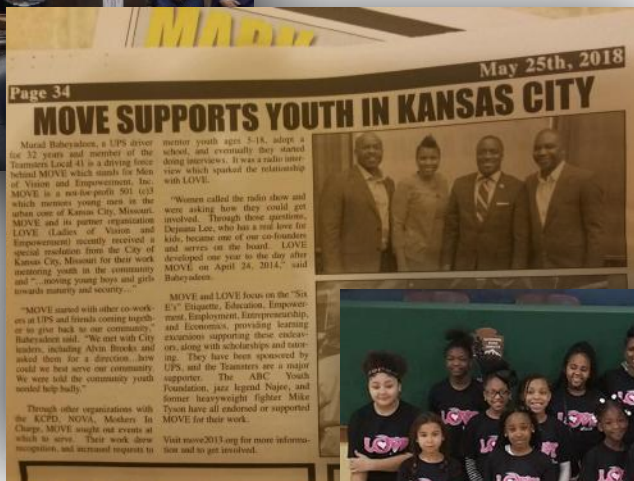 MARK
Page 34
May 25th, 2018
MOVE SUPPORTS YOUTH IN KANSAS CITY
Murad Baheyadeen, a UPS driver
for 32 years and member of the
Teamsters Local 41 is a driving force
behind MOVE which stands for Men
of Vision and Empowerment, Inc.
MOVE is a not-for-profit 501 (c)3
which mentors young men in the
urban core of Kansas City, Missouri.
MOVE and its partner organization
LOVE (Ladies of Vision and
Empowerment) recently received a
special resolution from the City of
Kansas City, Missouri for their work
mentoring youth in the community
and "...moving young boys and girls
towards maturity and security..."
"MOVE started with other co-work-
ers at UPS and friends coming togeth-
er to give back to our community,"
Baheyadeen said. "We met with City
leaders, including Alvin Brooks and
asked them for a direction...how
could we best serve our community.
We were told the community youth
needed help badly."
Through other organizations with
the KCPD, NOVA, Mothers In
Charge, MOVE sought out events at
which to serve. Their work drew
recognition, and increased requests to
mentor youth ages 5-18, adopt a
school, and eventually they started
doing interviews. It was a radio inter-
view which sparked the relationship
with LOVE.
"Women called the radio show and
were asking how they could get
involved. Through those questions,
Dejuana Lee, who has a real love for
kids, became one of our co-founders
and serves on the board. LOVE
developed one year to the day after
MOVE on April 24, 2014," said
Baheyadeen.
MOVE and LOVE focus on the "Six
E's" Etiquette, Education, Empower-
ment, Employment, Entrepreneurship,
and Economics, providing learning
excursions supporting these endeav-
ors, along with scholarships and tutor-
ing. They have been sponsored by
UPS, and the Teamsters are a major
supporter. The ABC Youth
Foundation, jazz legend Najee, and
former heavyweight fighter Mike
Tyson have all endorsed or supported
MOVE for their work.
Visit move2013.org for more informa-
tion and to get involved.
LOVE
LOVE
LOVE
LOVE